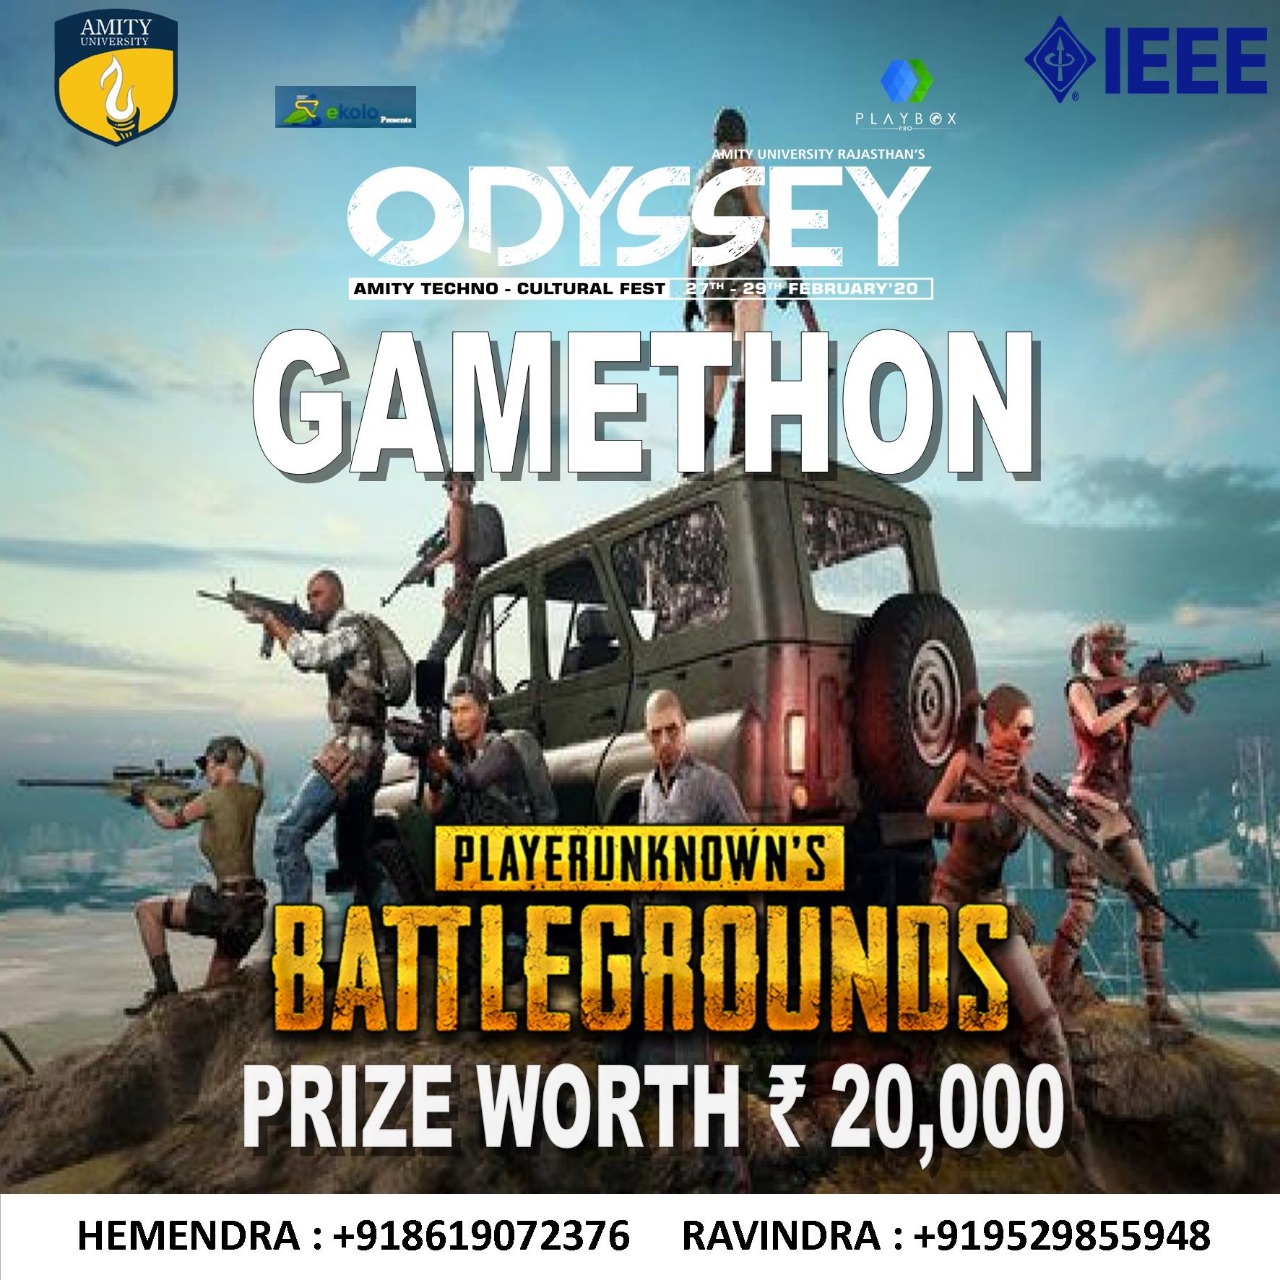 AMITY
UNIVERSITY
ekolo Presents
PLAYBOX
PRO
IEEE
®
AMITY UNIVERSITY RAJASTHAN'S
ODYSSEY
AMITY TECHNO - CULTURAL FEST 27TH - 29TH FEBRUARY'20
GAMETHON
PLAYERUNKNOWN'S
BATTLEGROUNDS
PRIZE WORTH ₹ 20,000
HEMENDRA : +918619072376 RAVINDRA : +919529855948